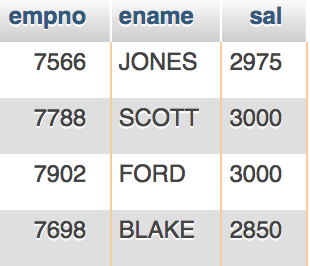 empno ename sal
7566 JONES 2975
7788 SCOTT 3000
7902 FORD 3000
7698 BLAKE 2850